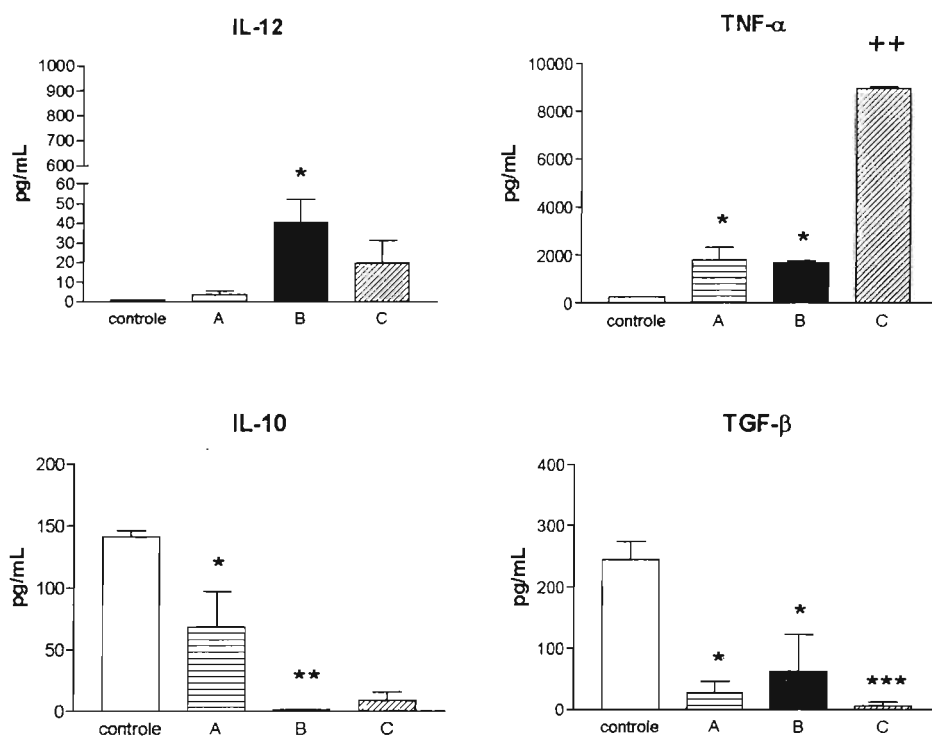 IL-12
pg/mL
1000
900
800
700
600
60
50
40
30
20
10
0
*
controle A B C
TNF-α
pg/mL
10000
8000
6000
4000
2000
0
* * ++
controle A B C
IL-10
pg/mL
200
150
100
50
0
* **
controle A B C
TGF-β
pg/mL
400
300
200
100
0
* * ***
controle A B C